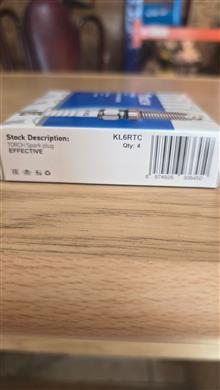 Stock Description:
TORCH Spark plug
EFFECTIVE
KL6RTC
Qty: 4